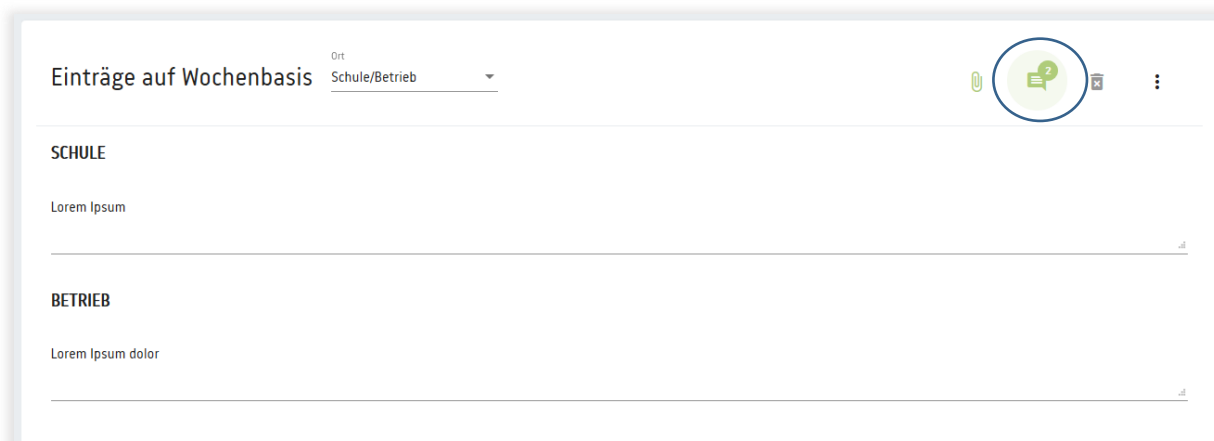 Ort
Einträge auf Wochenbasis Schule/Betrieb
2
SCHULE
Lorem Ipsum
BETRIEB
Lorem Ipsum dolor